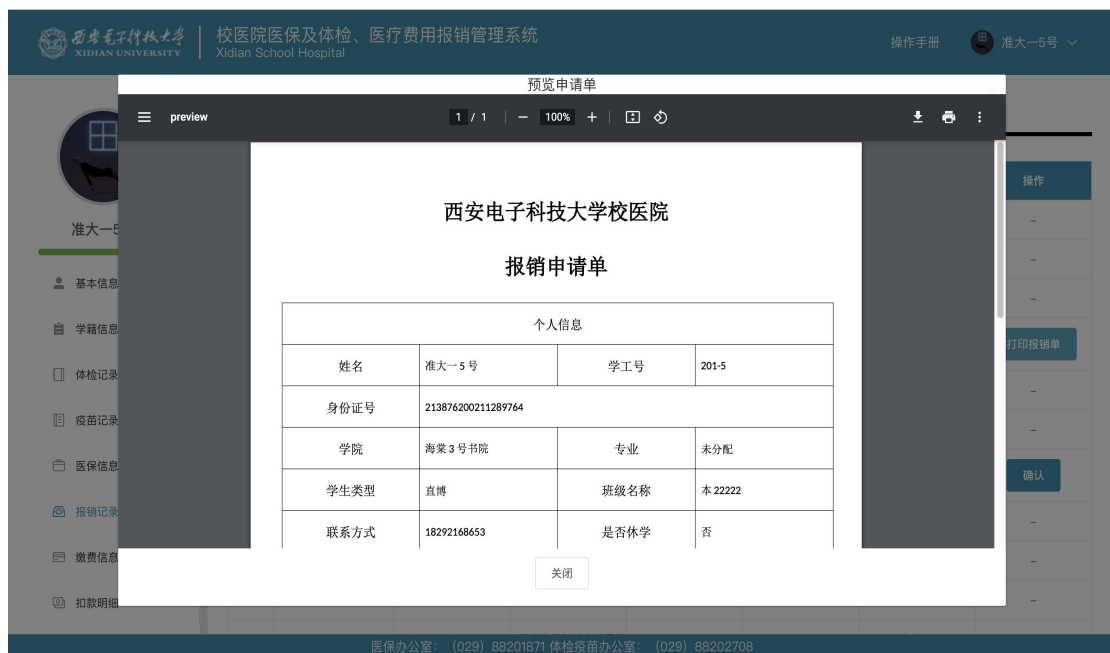 西安电子科技大学
XIDIAN UNIVERSITY
校医院医保及体检、医疗费用报销管理系统
Xidian School Hospital
操作手册
准大一5号
预览申请单
preview
1 / 1
100%
操作
准大一5
基本信息
学籍信息
体检记录
疫苗记录
医保信息
报销记录
缴费信息
扣款明细
西安电子科技大学校医院
报销申请单
个人信息
姓名 准大一 5 号 学工号 201-5
身份证号 213876200211289764
学院 海棠 3 号书院 专业 未分配
学生类型 直博 班级名称 本 22222
联系方式 18292168653 是否休学 否
打印报销单
确认
关闭
医保办公室：（029）88201871 体检疫苗办公室：（029）88202708